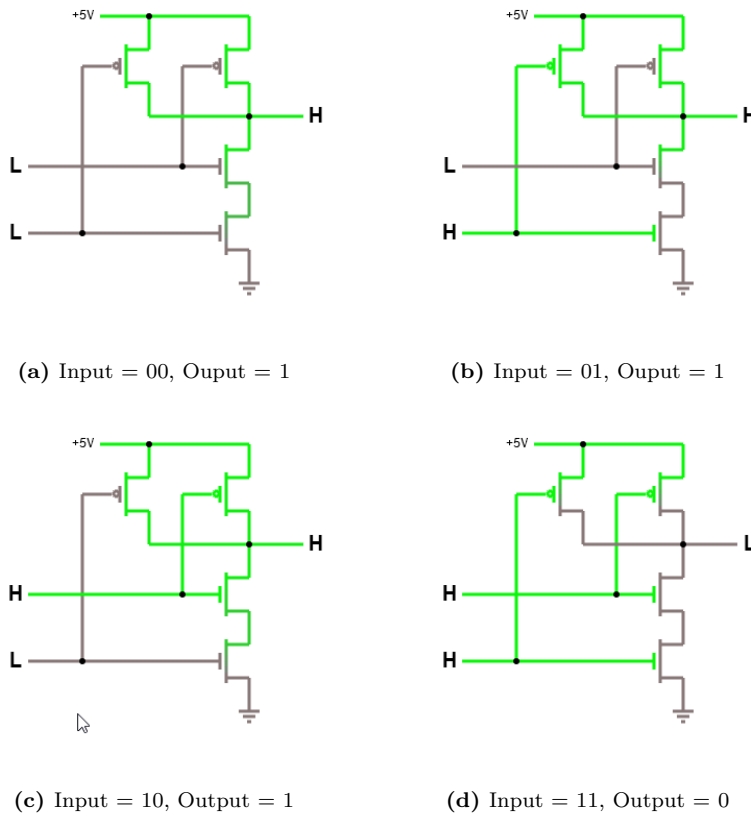 +5V
H
L
L
+5V
H
L
H
(a) Input = 00, Ouput = 1
(b) Input = 01, Ouput = 1
+5V
H
H
L
+5V
L
H
H
(c) Input = 10, Output = 1
(d) Input = 11, Output = 0